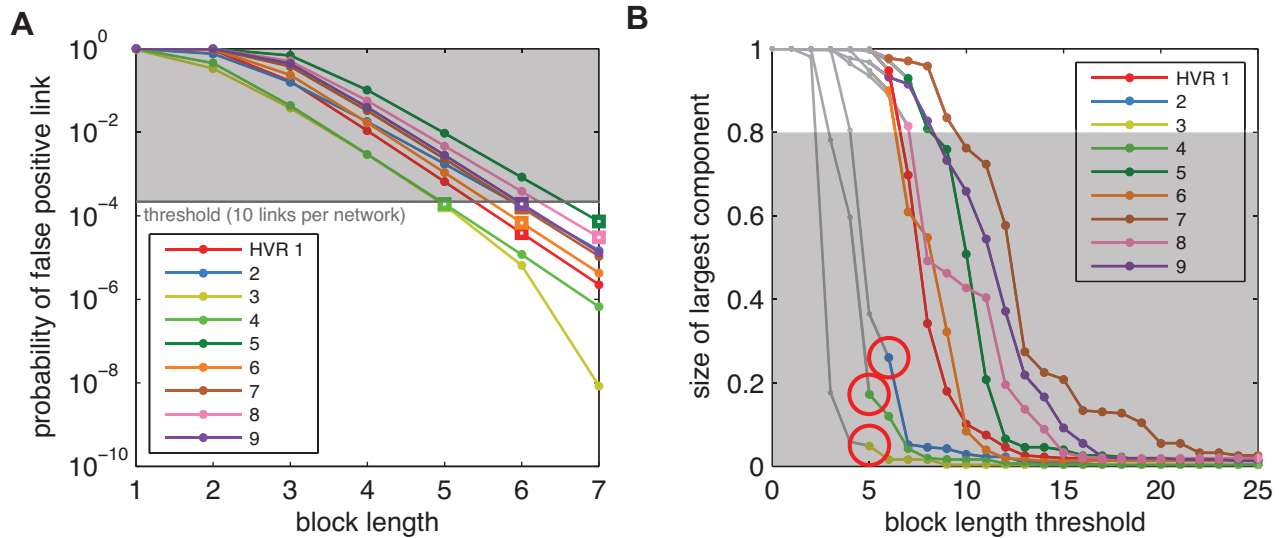 A
probability of false positive link
10^0
10^-2
10^-4
10^-6
10^-8
10^-10
threshold (10 links per network)
HVR 1
2
3
4
5
6
7
8
9
1 2 3 4 5 6 7
block length
B
size of largest component
1
0.8
0.6
0.4
0.2
0
HVR 1
2
3
4
5
6
7
8
9
0 5 10 15 20 25
block length threshold